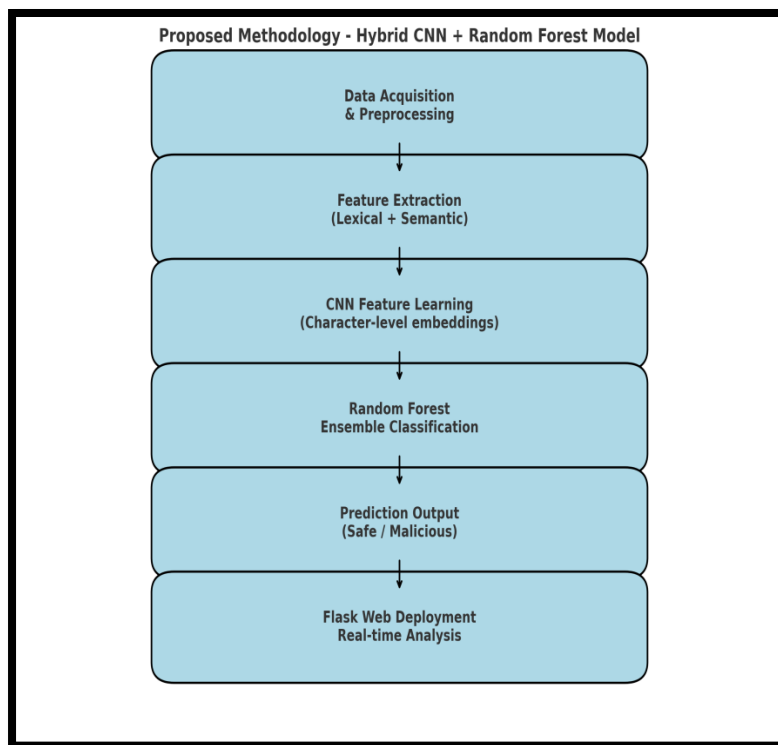 Proposed Methodology - Hybrid CNN + Random Forest Model
Data Acquisition
& Preprocessing
Feature Extraction
(Lexical + Semantic)
CNN Feature Learning
(Character-level embeddings)
Random Forest
Ensemble Classification
Prediction Output
(Safe / Malicious)
Flask Web Deployment
Real-time Analysis